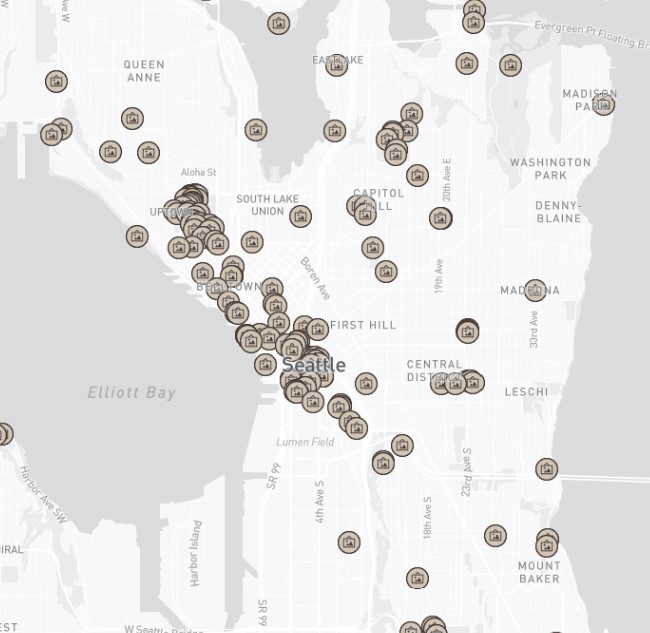 Ave W
Evergreen Pt Floating Br
EASTLAKE
QUEEN
ANNE
MADISON
PARK
Aloha St
20th Ave E
WASHINGTON
PARK
CAPITOL
HILL
SOUTH LAKE
UNION
DENNY-
BLAINE
UPTOWN
Boren Ave
19th Ave
BELLTOWN
MADRONA
33rd Ave
FIRST HILL
Seattle
CENTRAL
DISTRICT
Elliott Bay
LESCHI
Lumen Field
SR 99
4th Ave S
23rd Ave S
18th Ave S
Harbor Ave SW
Harbor Island
IRAL
MOUNT
BAKER
SR 99
EST
W Seattle Bridge